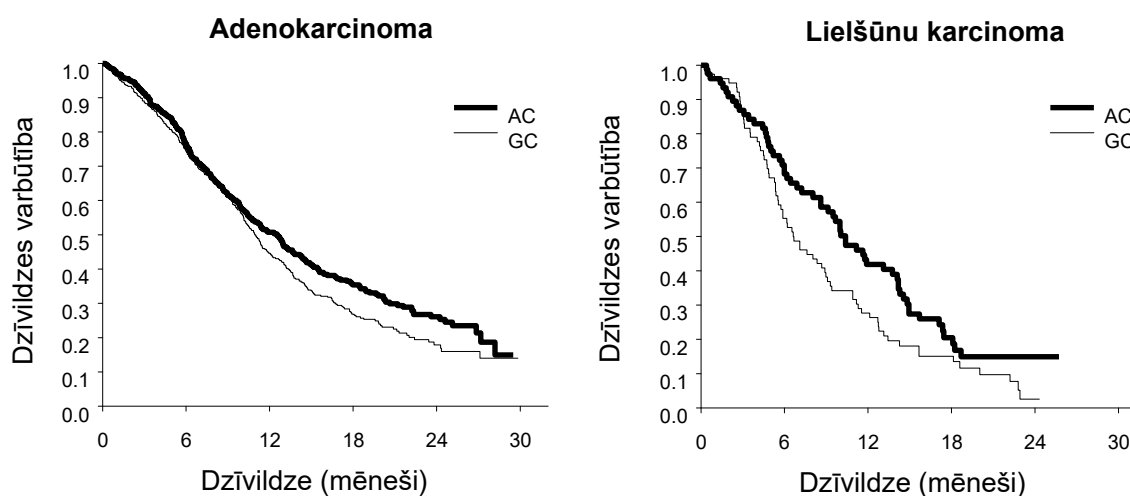 Adenokarcinoma
Dzīvildzes varbūtība
1.0
0.9
0.8
0.7
0.6
0.5
0.4
0.3
0.2
0.1
0.0
AC
GC
0 6 12 18 24 30
Dzīvildze (mēneši)
Lielšūnu karcinoma
Dzīvildzes varbūtība
1.0
0.9
0.8
0.7
0.6
0.5
0.4
0.3
0.2
0.1
0.0
AC
GC
0 6 12 18 24 30
Dzīvildze (mēneši)